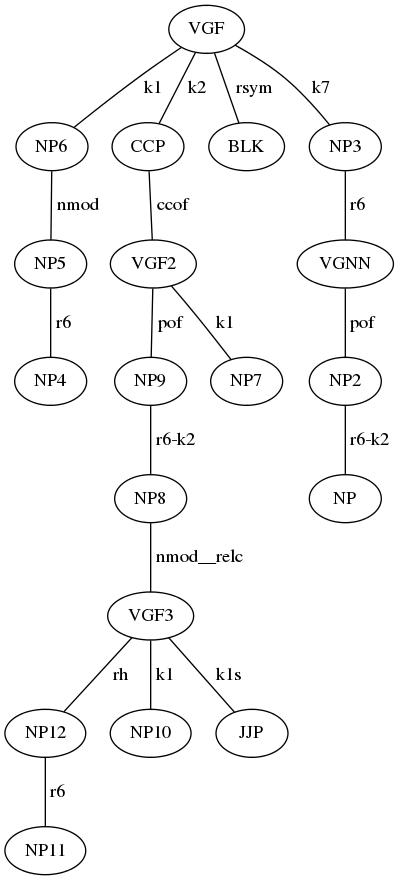 VGF
k1 k2 rsym k7
NP6 CCP BLK NP3
nmod ccof r6
NP5 VGF2 VGNN
r6 pof k1 pof
NP4 NP9 NP7 NP2
r6-k2 r6-k2
NP8 NP
nmod__relc
VGF3
rh k1 k1s
NP12 NP10 JJP
r6
NP11